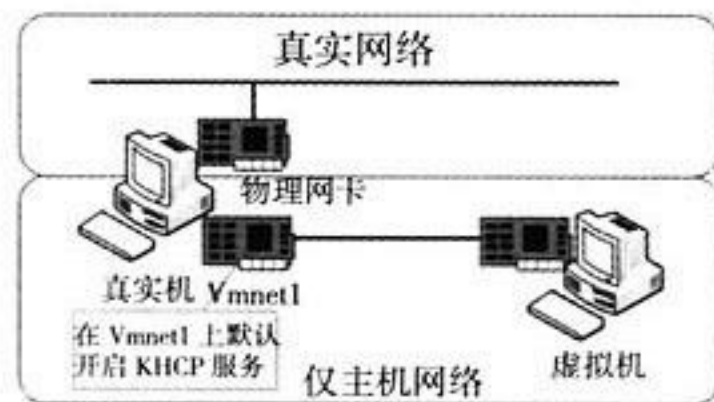 真实网络
物理网卡
真实机 Vmnet1
在 Vmnet1 上默认
开启 KHCP 服务
虚拟机
仅主机网络